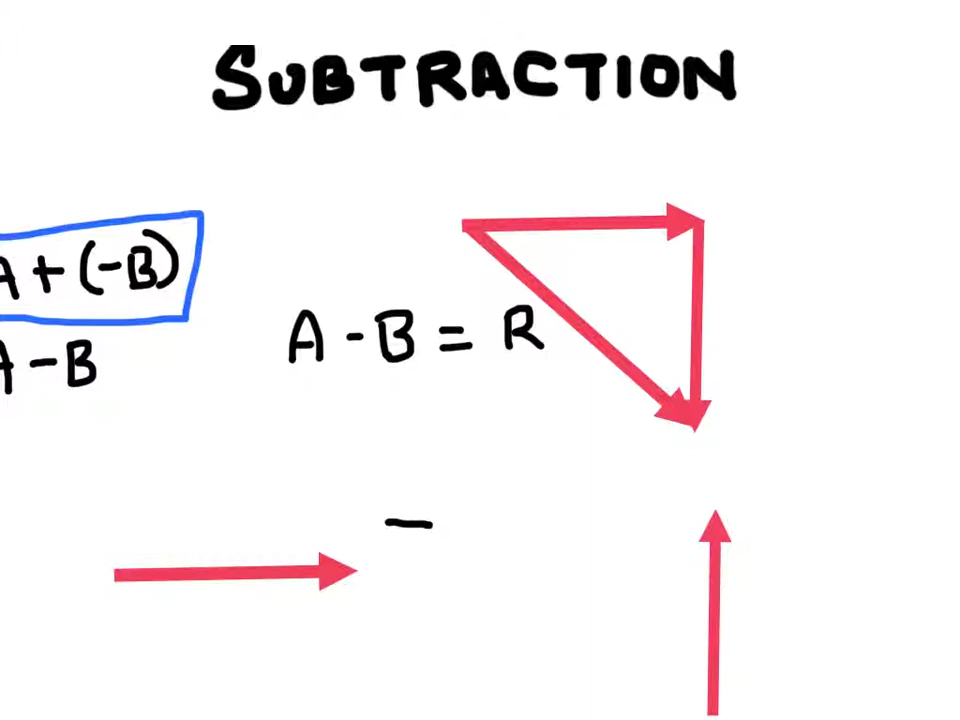 SUBTRACTION
A + (-B)
A - B
A - B = R
-